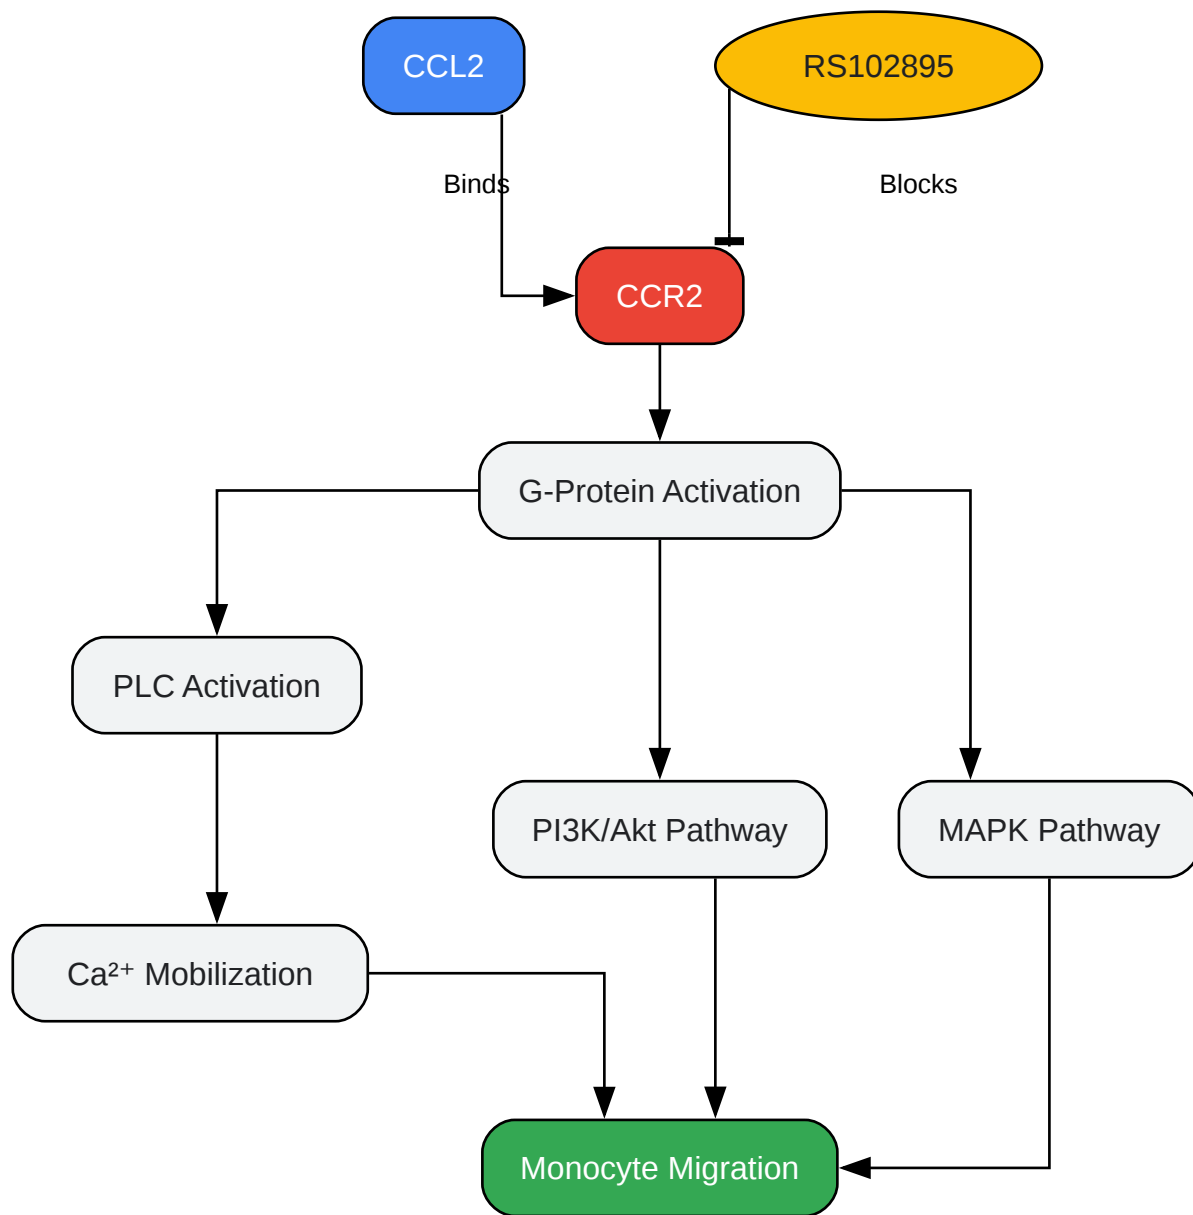 CCL2
RS102895
Binds
Blocks
CCR2
G-Protein Activation
PLC Activation
PI3K/Akt Pathway
MAPK Pathway
Ca²⁺ Mobilization
Monocyte Migration